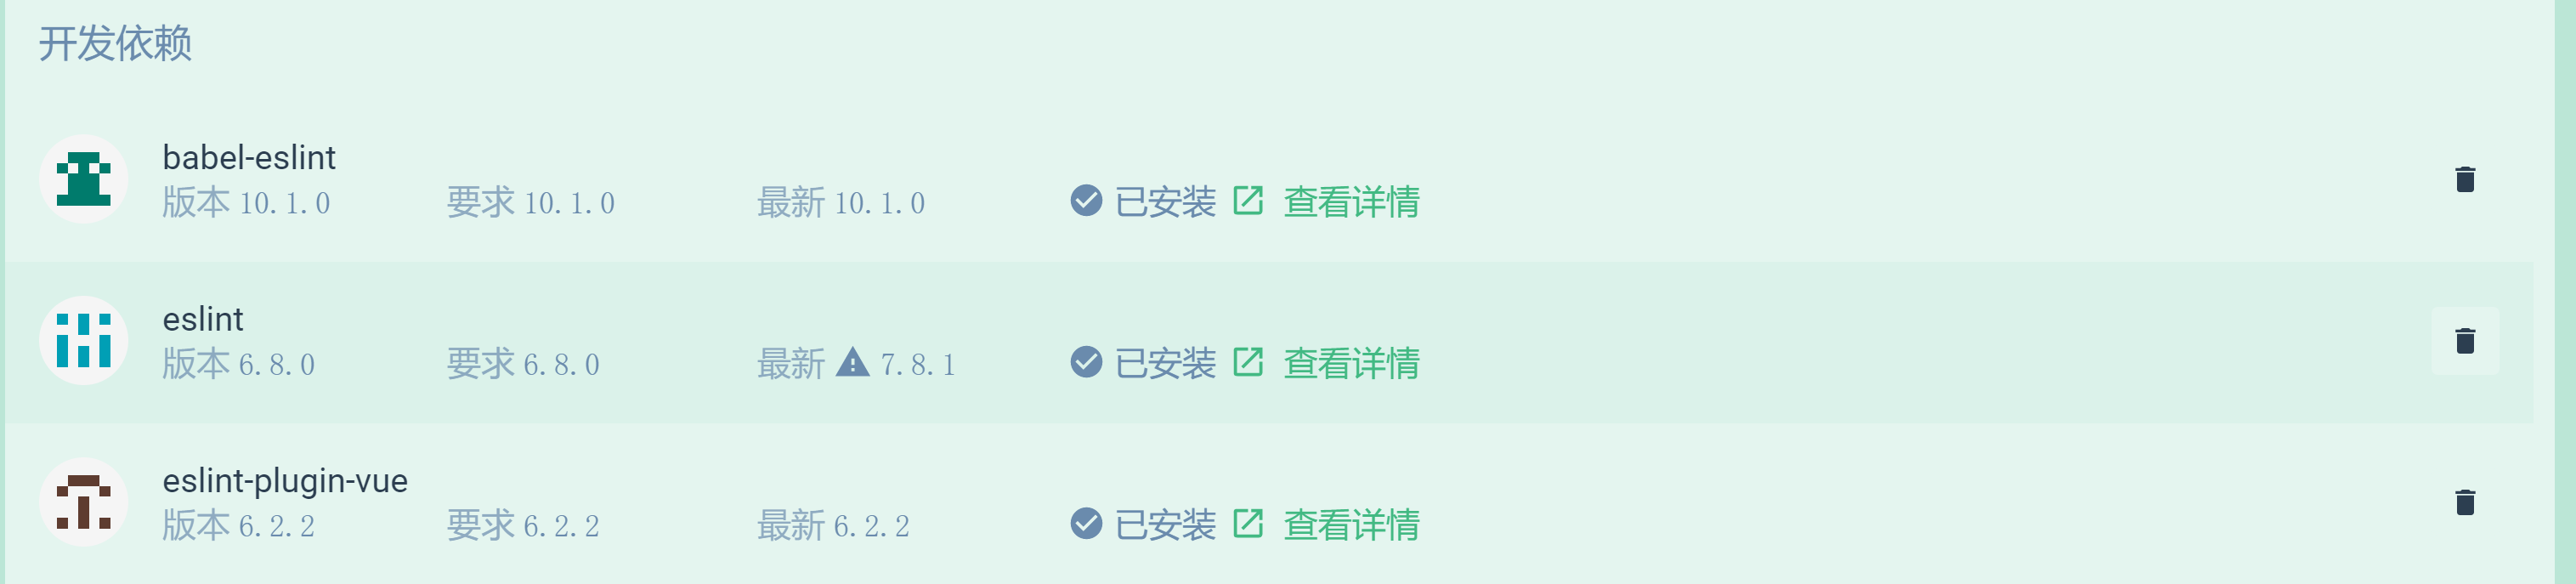 开发依赖
babel-eslint
版本 10.1.0 要求 10.1.0 最新 10.1.0 已安装 查看详情
eslint
版本 6.8.0 要求 6.8.0 最新 7.8.1 已安装 查看详情
eslint-plugin-vue
版本 6.2.2 要求 6.2.2 最新 6.2.2 已安装 查看详情